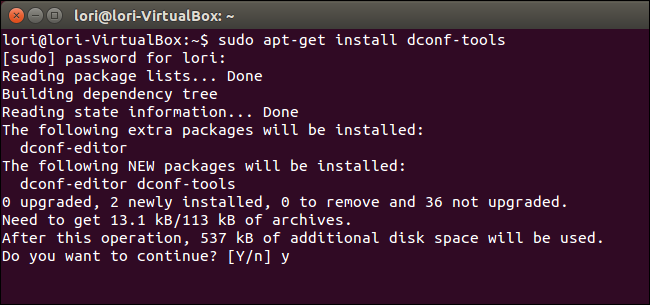 lori@lori-VirtualBox: ~
lori@lori-VirtualBox:~$ sudo apt-get install dconf-tools
[sudo] password for lori:
Reading package lists... Done
Building dependency tree
Reading state information... Done
The following extra packages will be installed:
  dconf-editor
The following NEW packages will be installed:
  dconf-editor dconf-tools
0 upgraded, 2 newly installed, 0 to remove and 36 not upgraded.
Need to get 13.1 kB/113 kB of archives.
After this operation, 537 kB of additional disk space will be used.
Do you want to continue? [Y/n] y